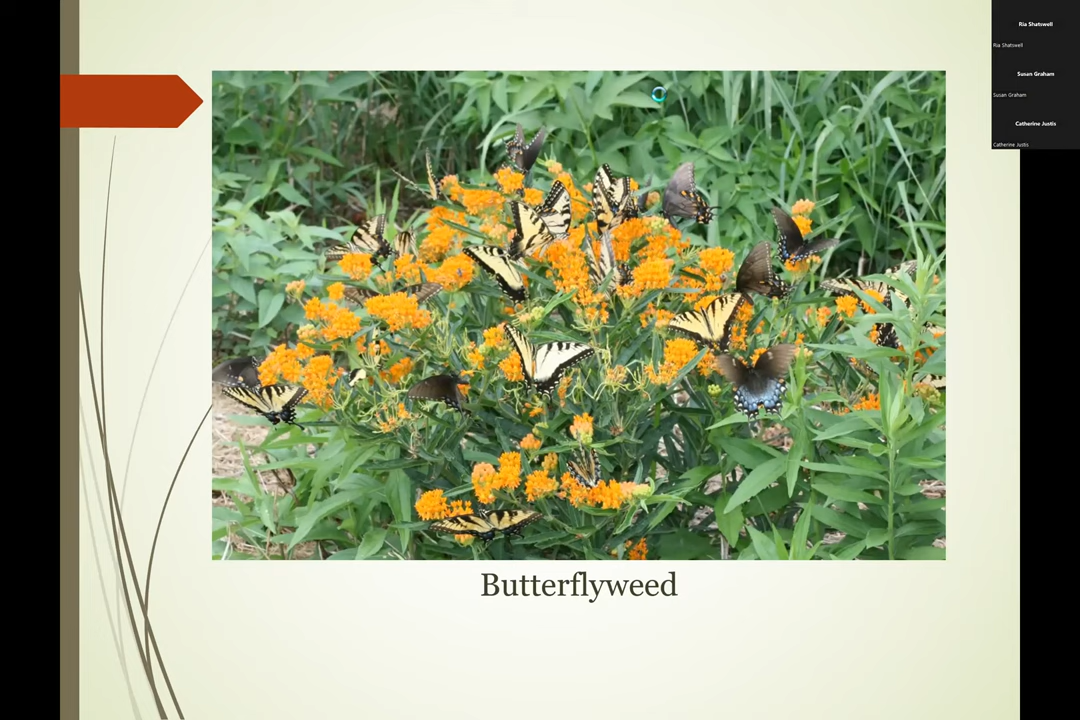 Ria Shatswell
Ria Shatswell
Susan Graham
Susan Graham
Catherine Justis
Catherine Justis
Butterflyweed